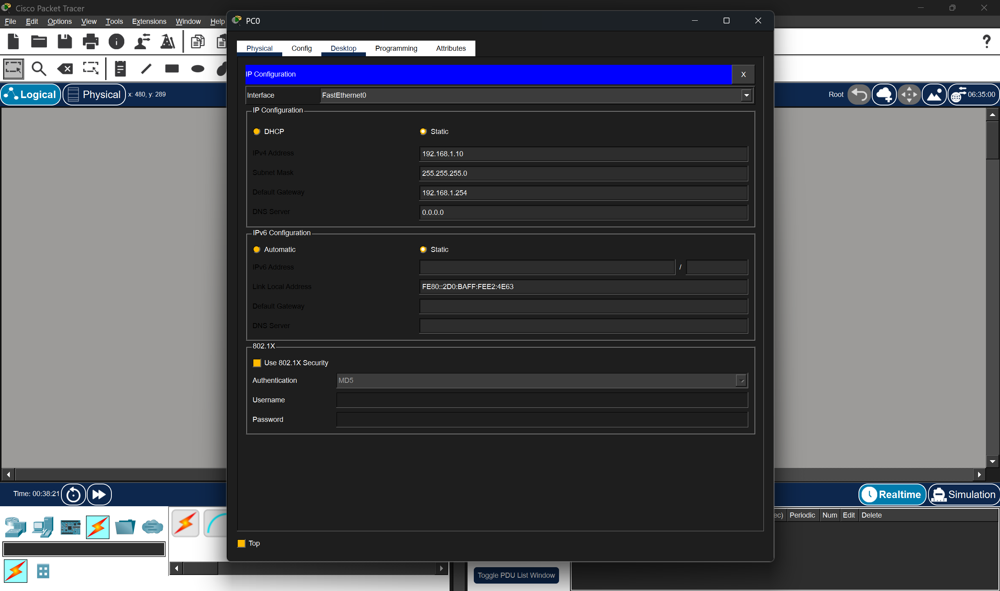 Cisco Packet Tracer
File Edit Options View Tools Extensions Window Help
PC0
Physical Config Desktop Programming Attributes
IP Configuration X
Interface FastEthernet0
IP Configuration
DHCP Static
IPv4 Address 192.168.1.10
Subnet Mask 255.255.255.0
Default Gateway 192.168.1.254
DNS Server 0.0.0.0
IPv6 Configuration
Automatic Static
IPv6 Address /
Link Local Address FE80::2D0:BAFF:FEE2:4E63
Default Gateway
DNS Server
802.1X
Use 802.1X Security
Authentication MD5
Username
Password
Top
Logical Physical x: 480, y: 289
Root 06:35:00
Time: 00:38:21
Realtime Simulation
ec) Periodic Num Edit Delete
Toggle PDU List Window